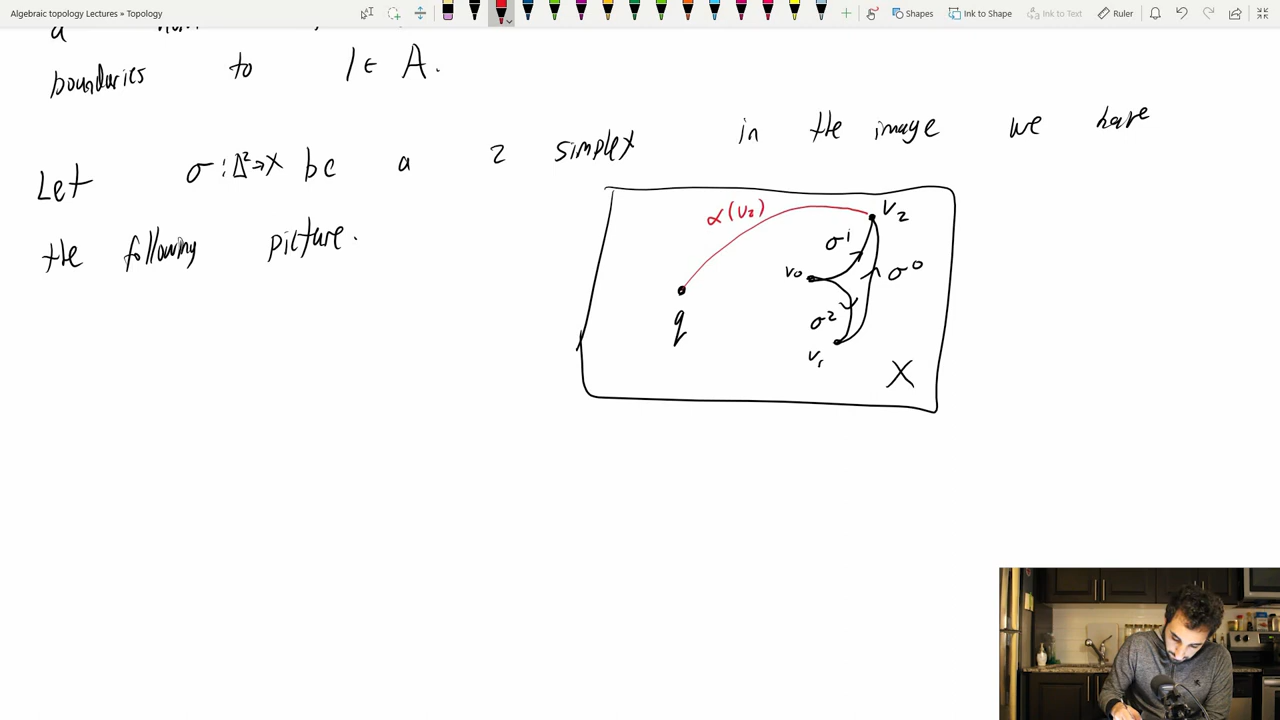 Algebraic topology Lectures » Topology
Shapes
Ink to Shape
Ink to Text
Ruler
a
boundaries to 1 ∈ A.
Let σ : Δ² → X be a 2 simplex in the image we have
the following picture.
α(v₂)
v₂
σ¹
v₀
σ⁰
q
σ²
v₁
X